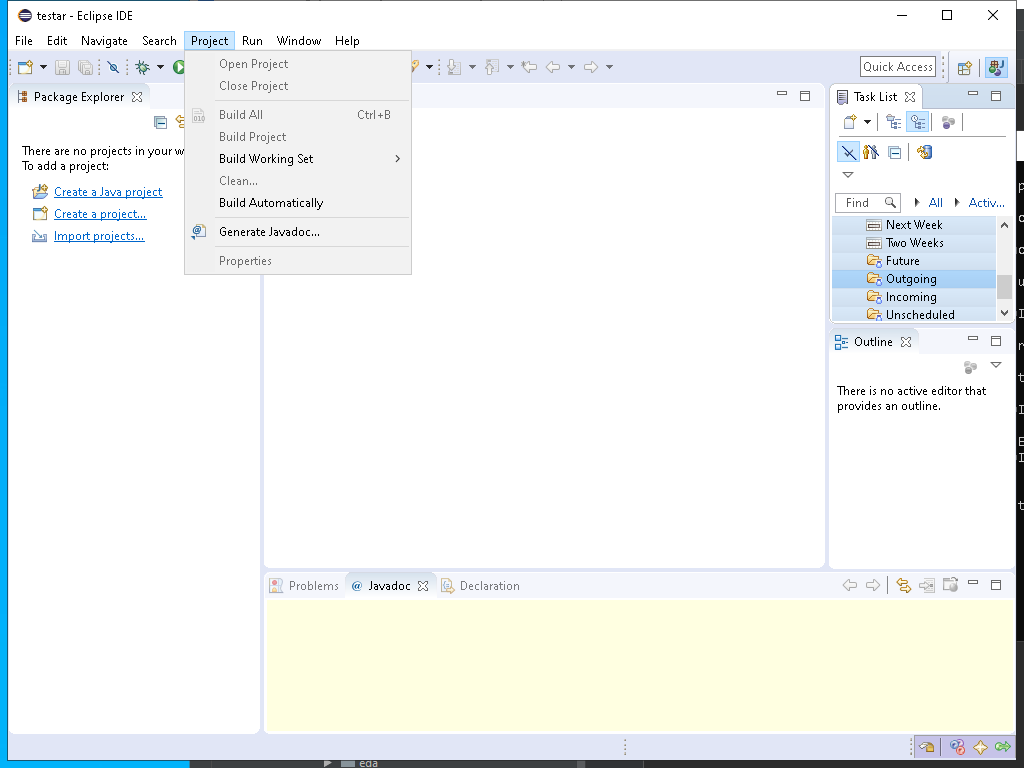 testar - Eclipse IDE
File Edit Navigate Search Project Run Window Help
Quick Access
Open Project
Close Project
Build All Ctrl+B
Build Project
Build Working Set
Clean...
Build Automatically
Generate Javadoc...
Properties
Package Explorer
There are no projects in your w
To add a project:
Create a Java project
Create a project...
Import projects...
Task List
Find All Activ...
Next Week
Two Weeks
Future
Outgoing
Incoming
Unscheduled
Outline
There is no active editor that
provides an outline.
Problems @ Javadoc Declaration
eda